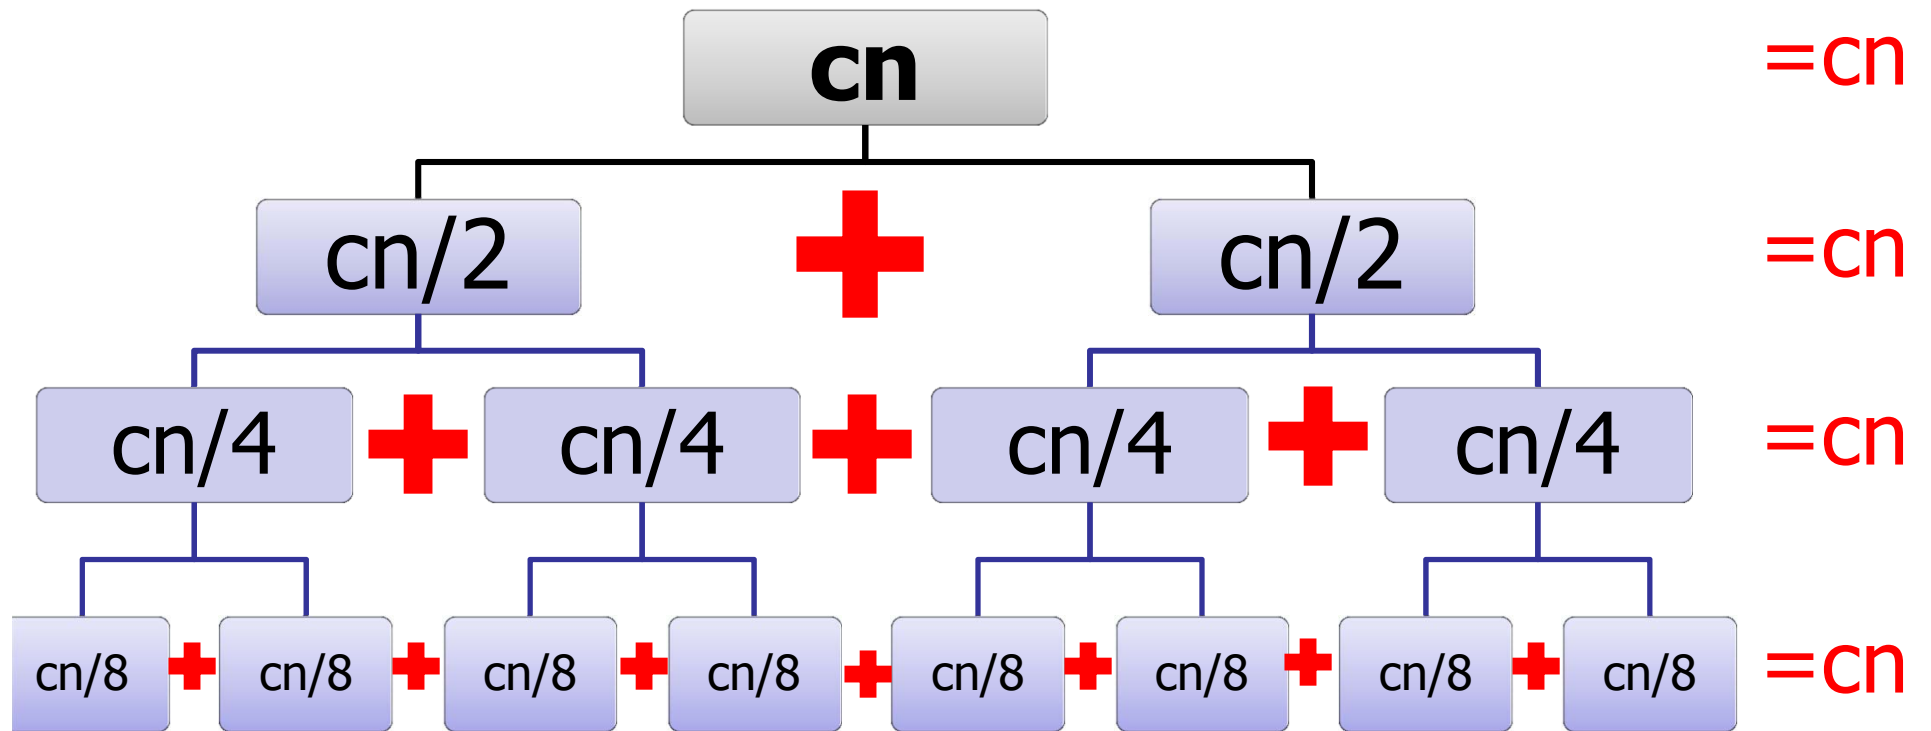 cn =cn
cn/2 + cn/2 =cn
cn/4 + cn/4 + cn/4 + cn/4 =cn
cn/8 + cn/8 + cn/8 + cn/8 + cn/8 + cn/8 + cn/8 + cn/8 =cn